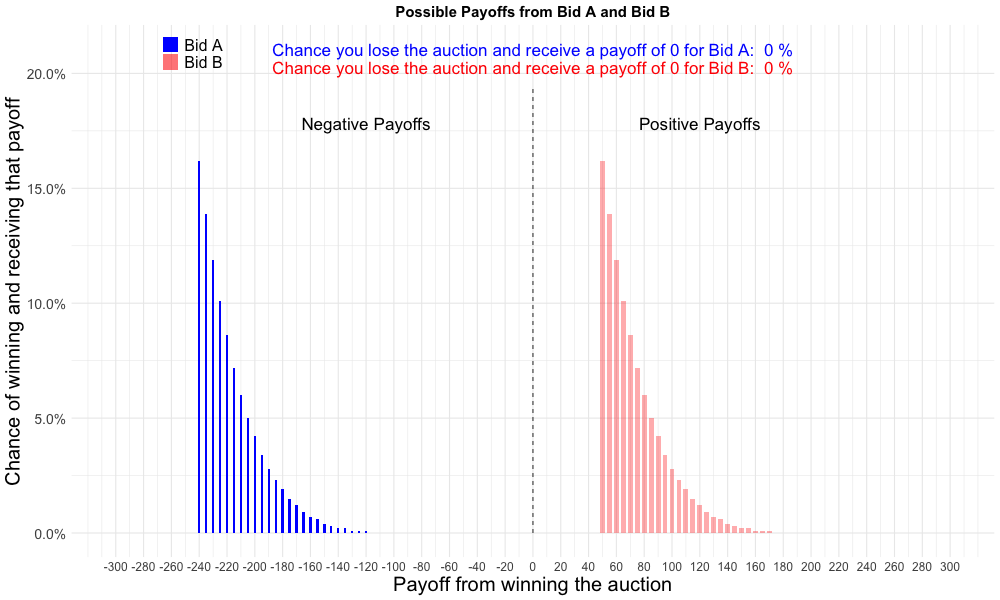 Possible Payoffs from Bid A and Bid B
Bid A
Bid B
Chance you lose the auction and receive a payoff of 0 for Bid A:  0 %
Chance you lose the auction and receive a payoff of 0 for Bid B:  0 %
Negative Payoffs
Positive Payoffs
Chance of winning and receiving that payoff
20.0%
15.0%
10.0%
5.0%
0.0%
-300 -280 -260 -240 -220 -200 -180 -160 -140 -120 -100 -80 -60 -40 -20 0 20 40 60 80 100 120 140 160 180 200 220 240 260 280 300
Payoff from winning the auction